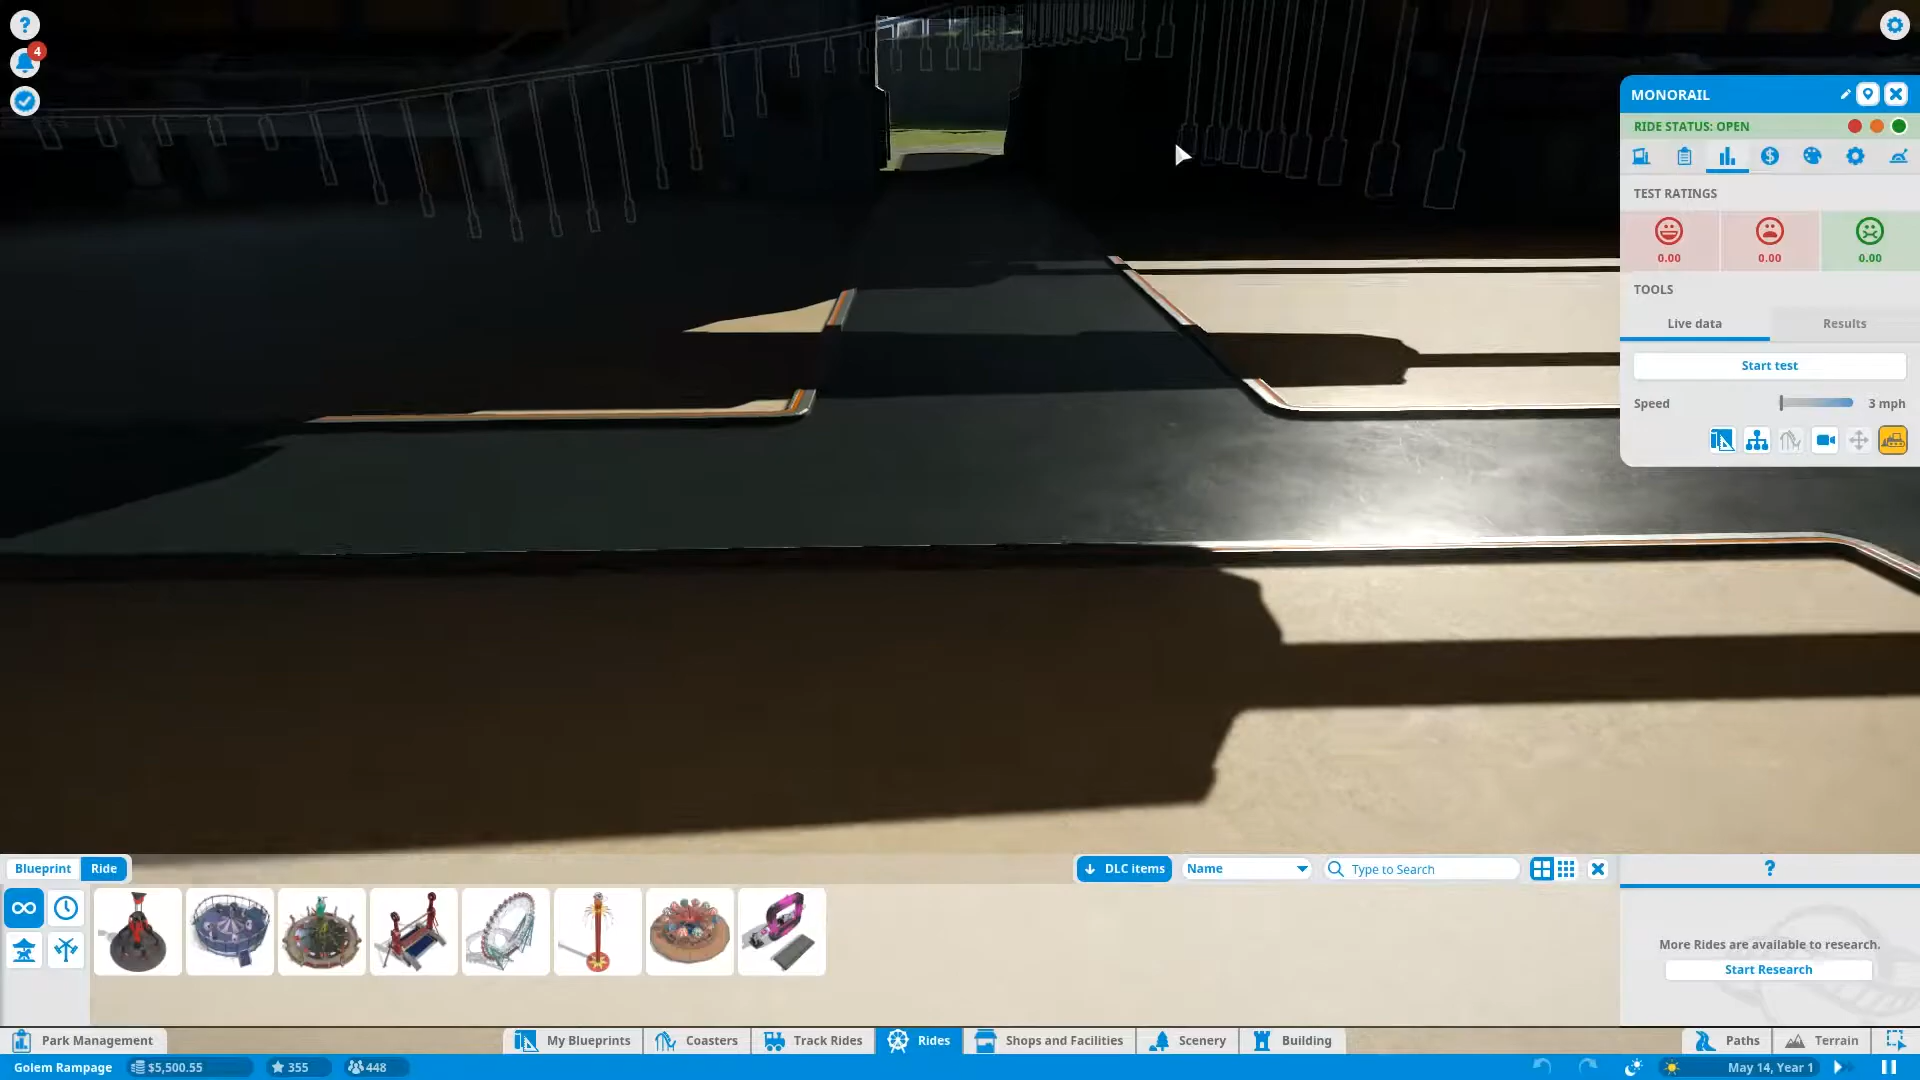 ?
4
MONORAIL
RIDE STATUS: OPEN
TEST RATINGS
0.00 0.00 0.00
TOOLS
Live data Results
Start test
Speed 3 mph
Blueprint Ride
DLC items Name Type to Search
?
More Rides are available to research.
Start Research
Park Management My Blueprints Coasters Track Rides Rides Shops and Facilities Scenery Building Paths Terrain
Golem Rampage $5,500.55 355 448 May 14, Year 1